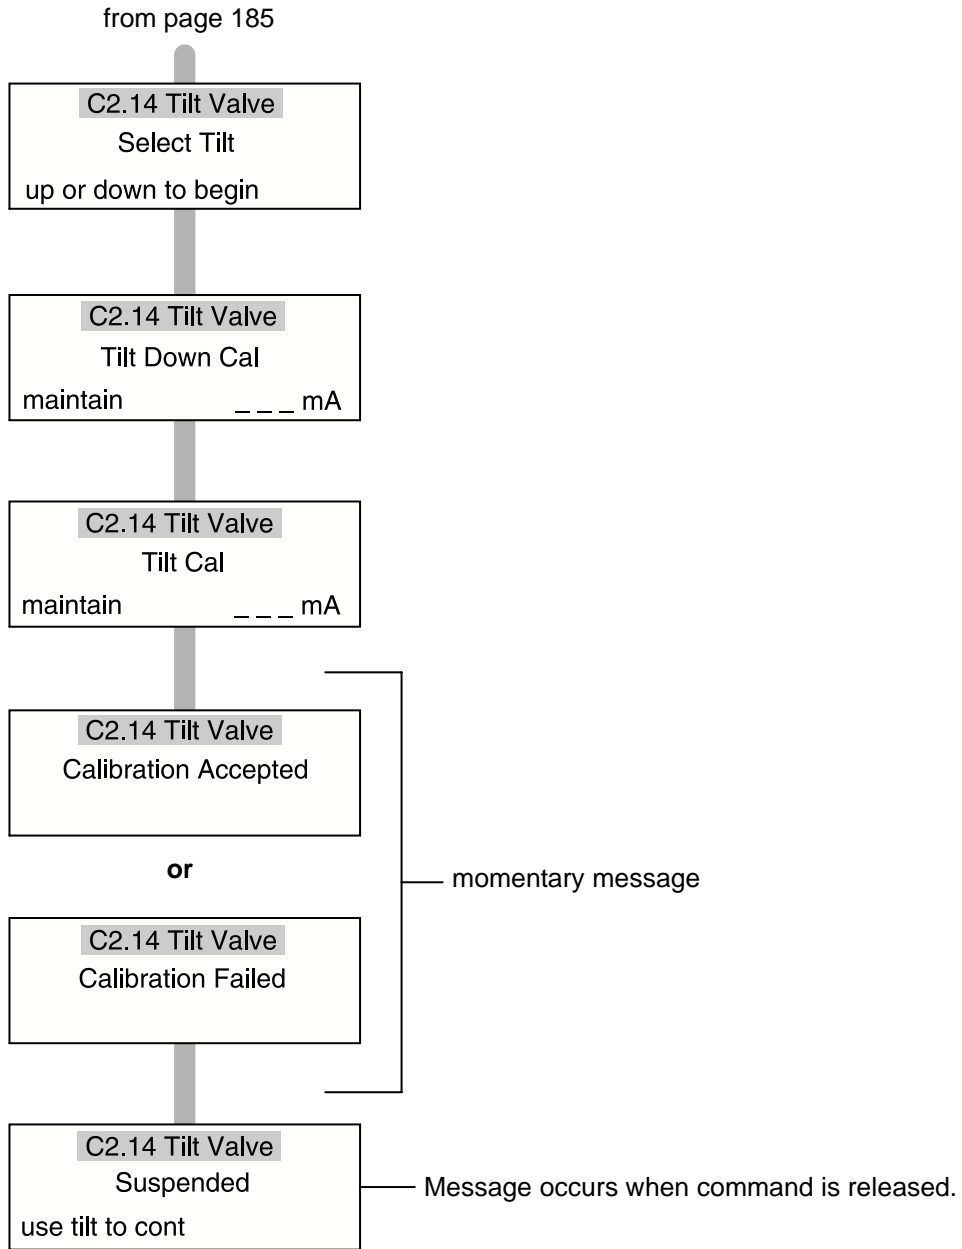 from page 185
C2.14 Tilt Valve
Select Tilt
up or down to begin
C2.14 Tilt Valve
Tilt Down Cal
maintain _ _ _ mA
C2.14 Tilt Valve
Tilt Cal
maintain _ _ _ mA
C2.14 Tilt Valve
Calibration Accepted
or
momentary message
C2.14 Tilt Valve
Calibration Failed
C2.14 Tilt Valve
Suspended
use tilt to cont
Message occurs when command is released.